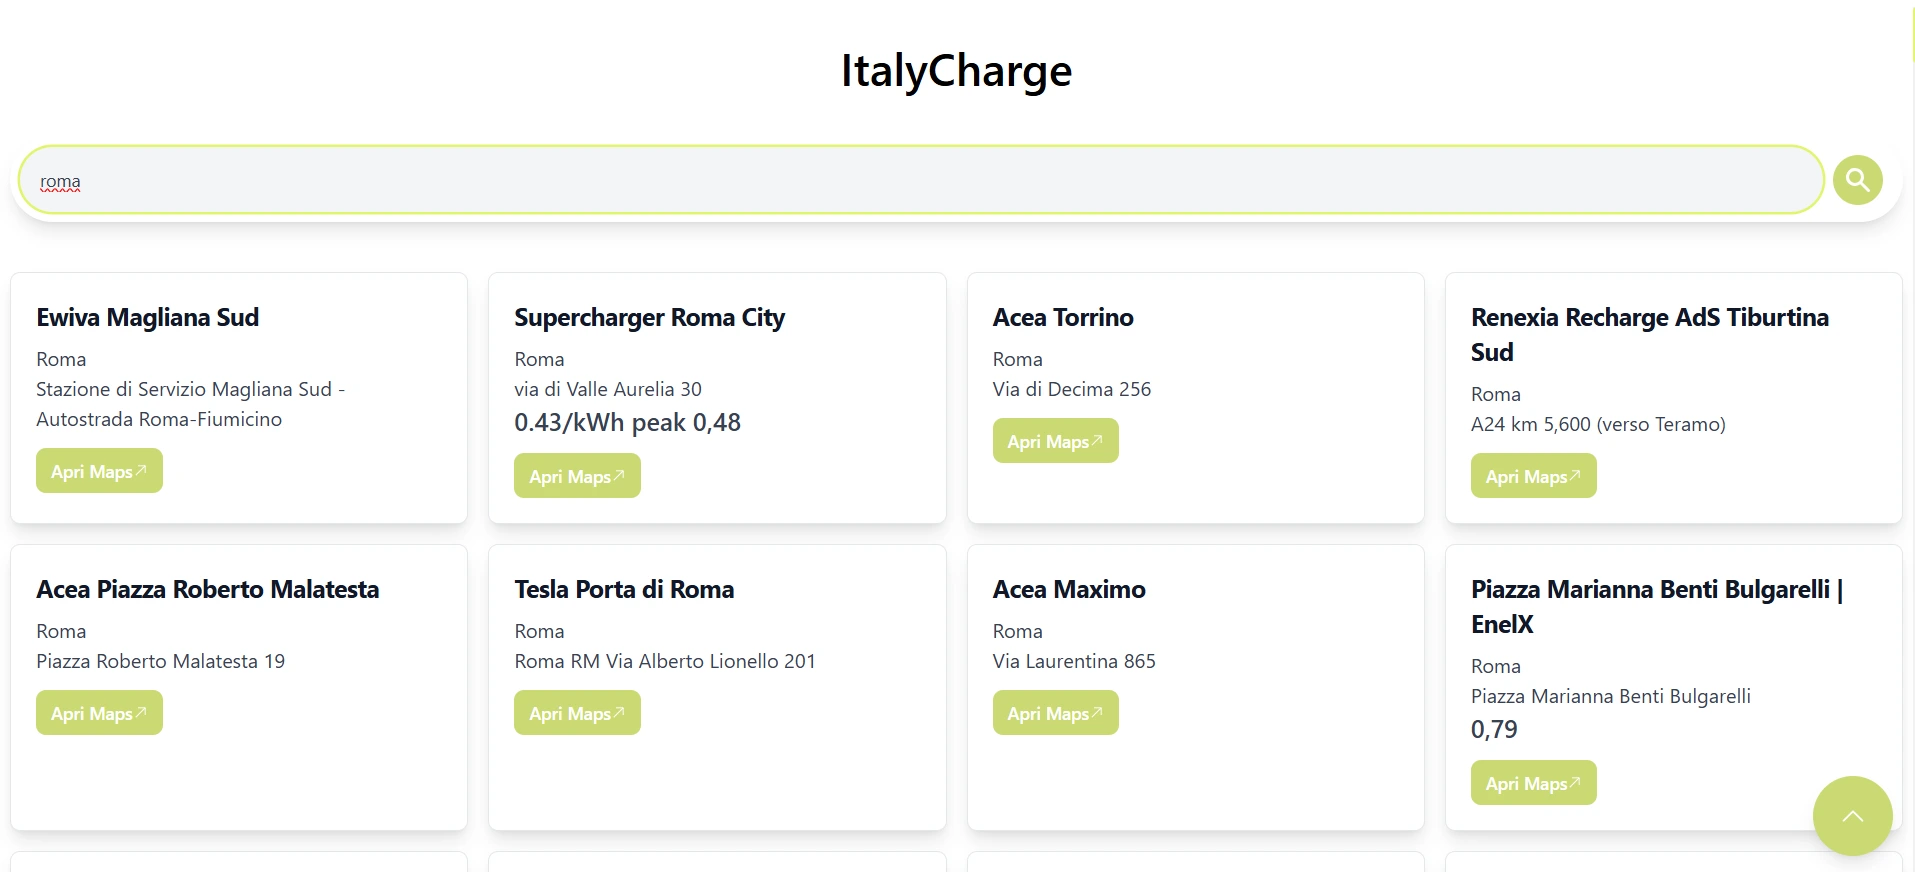 ItalyCharge
roma
Ewiva Magliana Sud
Roma
Stazione di Servizio Magliana Sud -
Autostrada Roma-Fiumicino
Apri Maps
Supercharger Roma City
Roma
via di Valle Aurelia 30
0.43/kWh peak 0,48
Apri Maps
Acea Torrino
Roma
Via di Decima 256
Apri Maps
Renexia Recharge AdS Tiburtina
Sud
Roma
A24 km 5,600 (verso Teramo)
Apri Maps
Acea Piazza Roberto Malatesta
Roma
Piazza Roberto Malatesta 19
Apri Maps
Tesla Porta di Roma
Roma
Roma RM Via Alberto Lionello 201
Apri Maps
Acea Maximo
Roma
Via Laurentina 865
Apri Maps
Piazza Marianna Benti Bulgarelli |
EnelX
Roma
Piazza Marianna Benti Bulgarelli
0,79
Apri Maps